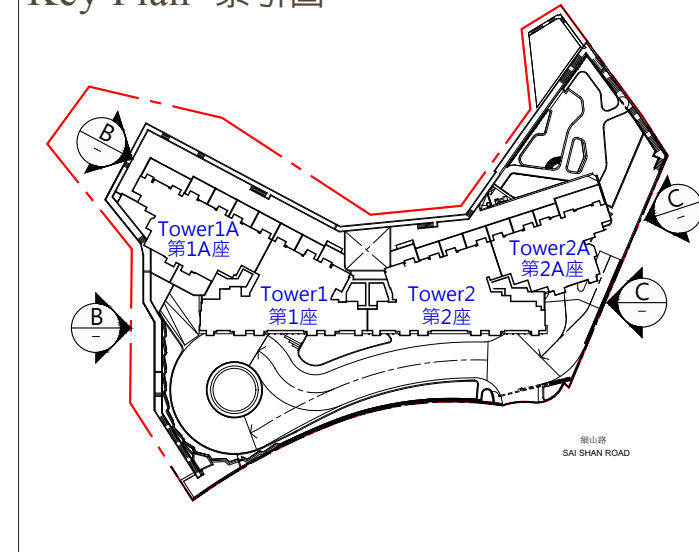 Key Plan 索引圖
B
–
C
–
Tower1A
第1A座
Tower2A
第2A座
Tower1
第1座
Tower2
第2座
C
–
B
–
細山路
SAI SHAN ROAD